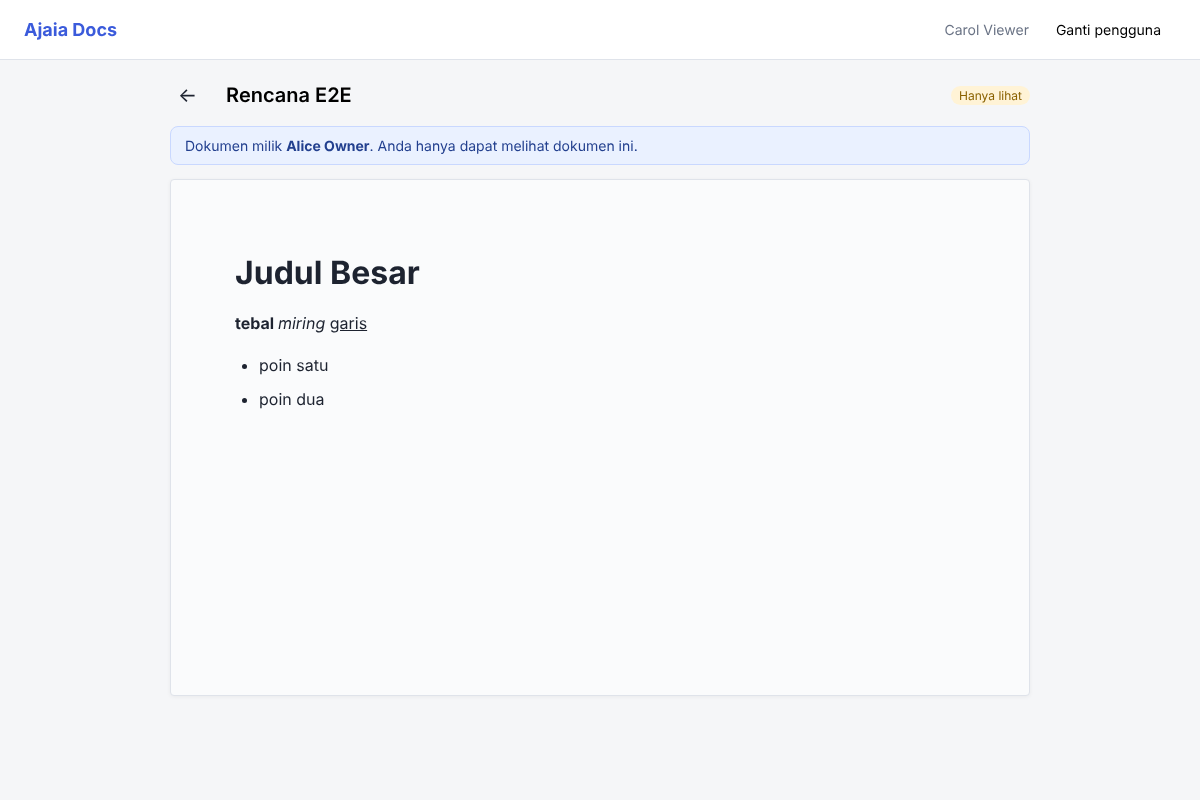 Ajaia Docs
Carol Viewer
Ganti pengguna
Rencana E2E
Hanya lihat
Dokumen milik Alice Owner. Anda hanya dapat melihat dokumen ini.
Judul Besar
tebal miring garis
poin satu
poin dua